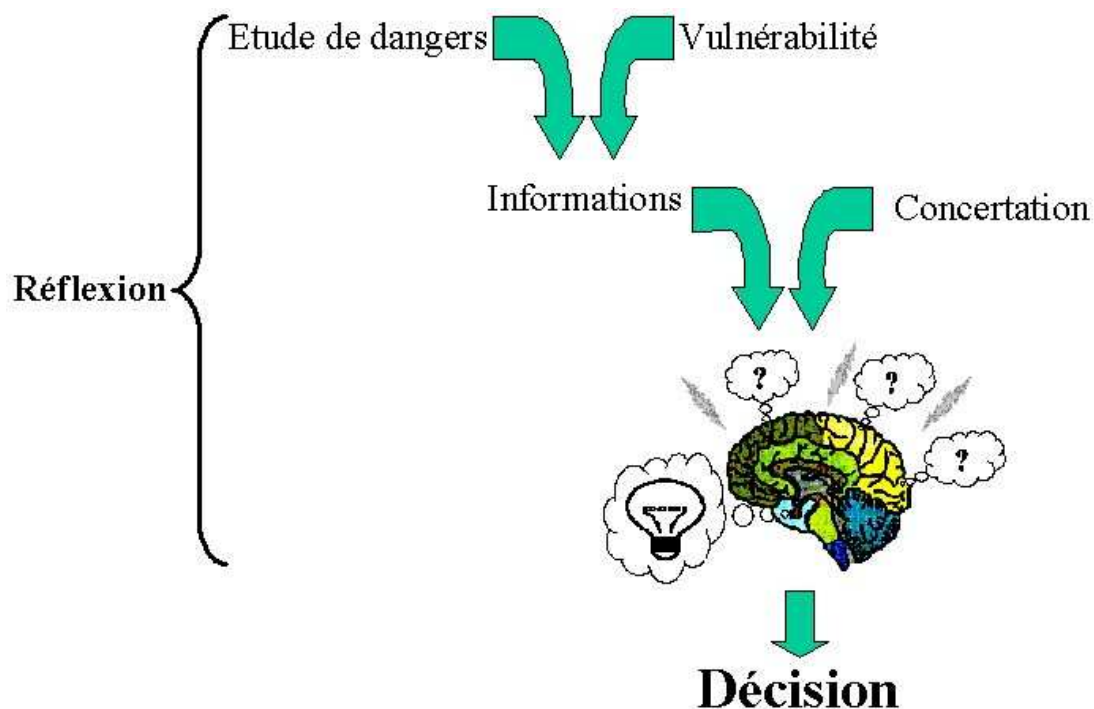 Etude de dangers
Vulnérabilité
Informations
Concertation
Réflexion
?
?
?
Décision